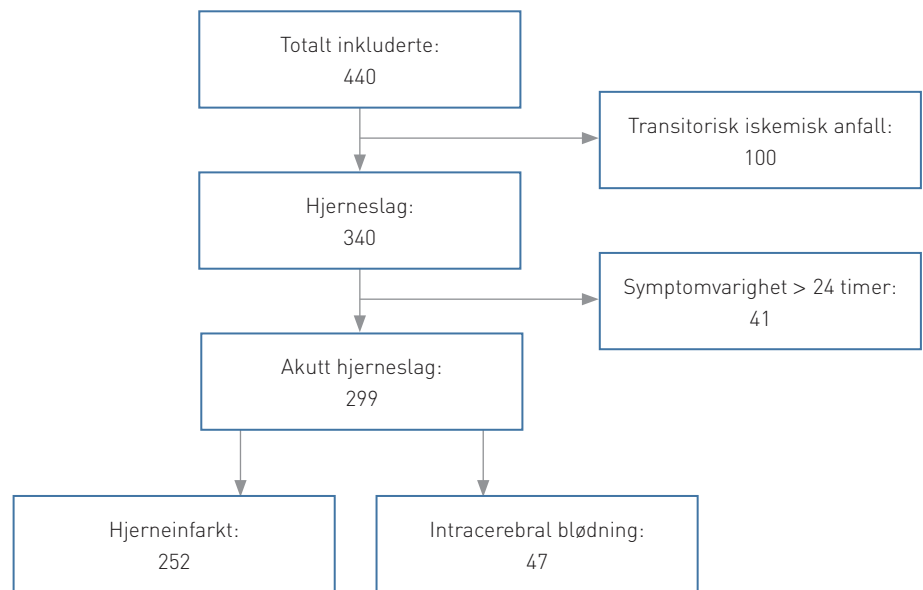 Totalt inkluderte:
440
Transitorisk iskemisk anfall:
100
Hjerneslag:
340
Symptomvarighet > 24 timer:
41
Akutt hjerneslag:
299
Hjerneinfarkt:
252
Intracerebral blødning:
47